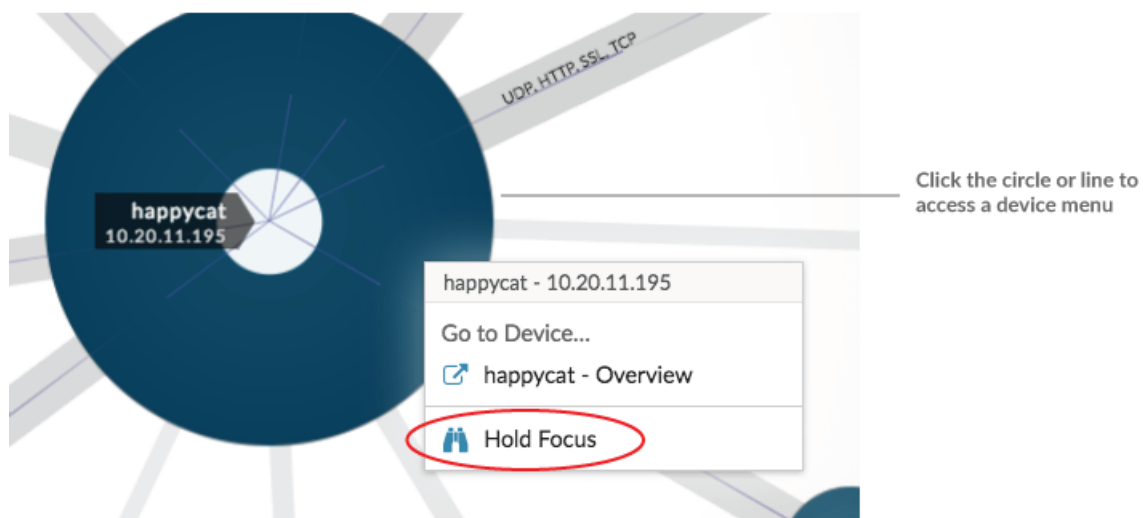 UDP, HTTP, SSL, TCP
Click the circle or line to
access a device menu
happycat
10.20.11.195
happycat - 10.20.11.195
Go to Device...
happycat - Overview
Hold Focus